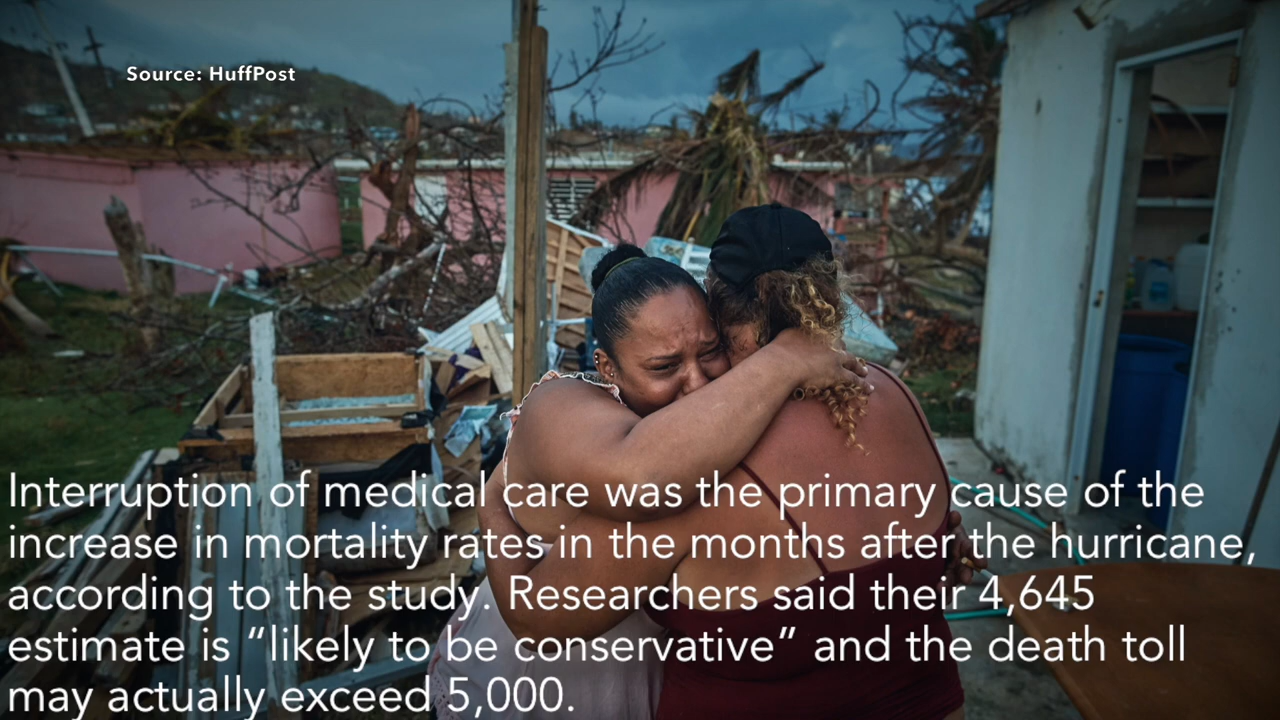 Source: HuffPost
Interruption of medical care was the primary cause of the
increase in mortality rates in the months after the hurricane,
according to the study. Researchers said their 4,645
estimate is “likely to be conservative” and the death toll
may actually exceed 5,000.